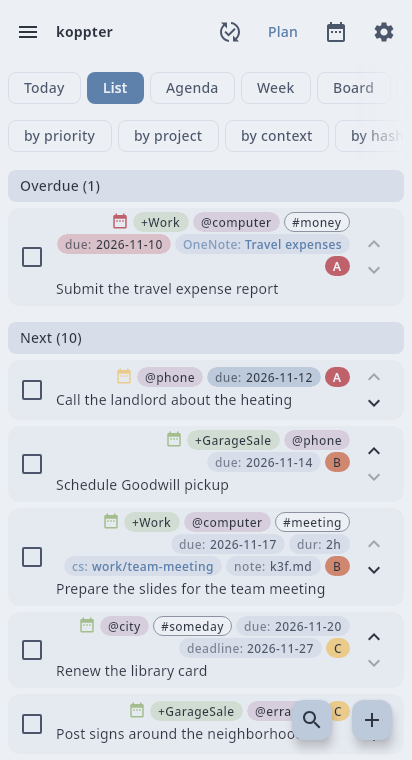 koppter Plan
Today List Agenda Week Board
by priority by project by context by hash
Overdue (1)
+Work @computer #money
due: 2026-11-10 OneNote: Travel expenses
A
Submit the travel expense report
Next (10)
@phone due: 2026-11-12 A
Call the landlord about the heating
+GarageSale @phone
due: 2026-11-14 B
Schedule Goodwill pickup
+Work @computer #meeting
due: 2026-11-17 dur: 2h
cs: work/team-meeting note: k3f.md B
Prepare the slides for the team meeting
@city #someday due: 2026-11-20
deadline: 2026-11-27 C
Renew the library card
+GarageSale @erra C
Post signs around the neighborhoo